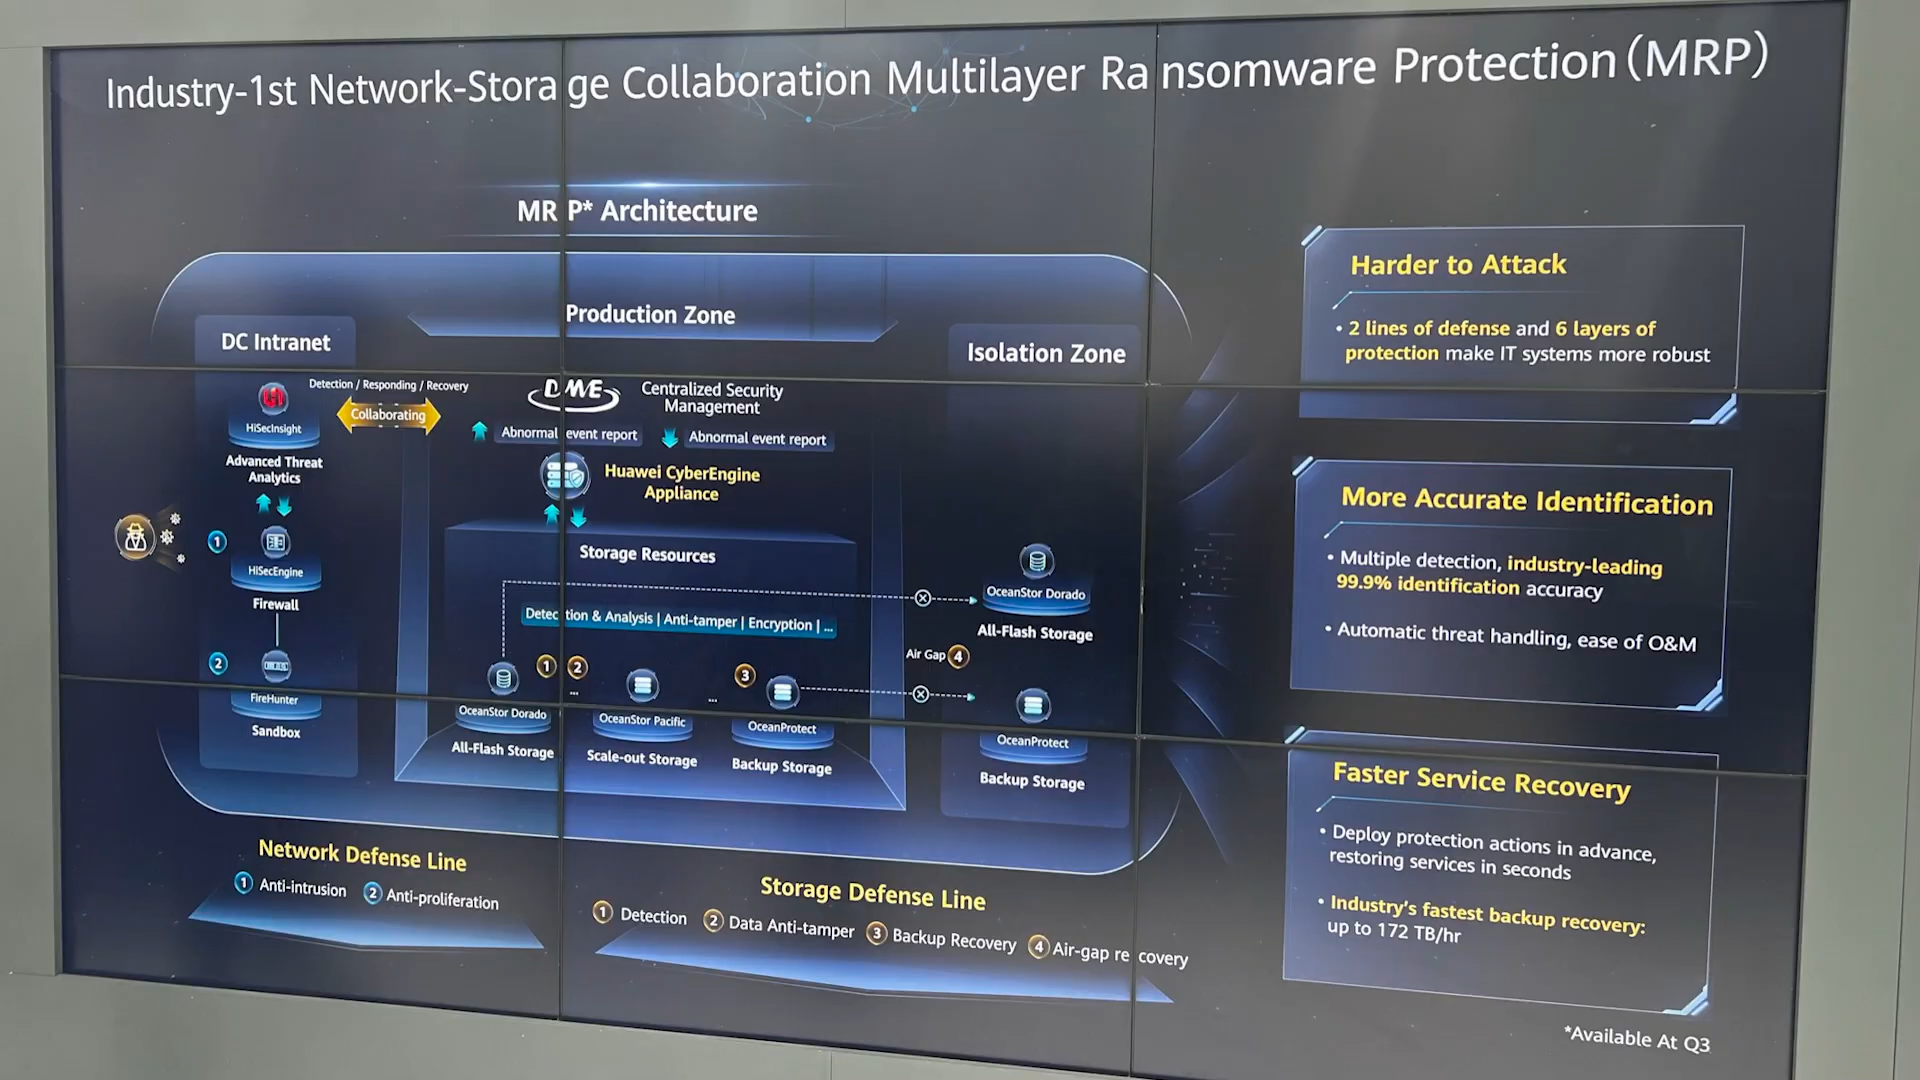 Industry-1st Network-Storage Collaboration Multilayer Ransomware Protection(MRP)
MRP* Architecture
DC Intranet
Production Zone
Isolation Zone
HiSecInsight
Advanced Threat
Analytics
Detection / Responding / Recovery
Collaborating
DME
Centralized Security
Management
Abnormal event report
Abnormal event report
Huawei CyberEngine
Appliance
1
HiSecEngine
Firewall
2
FireHunter
Sandbox
Storage Resources
Detection & Analysis | Anti-tamper | Encryption | ...
1
2
3
...
...
OceanStor Dorado
All-Flash Storage
OceanStor Pacific
Scale-out Storage
OceanProtect
Backup Storage
Air Gap 4
OceanStor Dorado
All-Flash Storage
OceanProtect
Backup Storage
Network Defense Line
1 Anti-intrusion 2 Anti-proliferation
Storage Defense Line
1 Detection 2 Data Anti-tamper 3 Backup Recovery 4 Air-gap recovery
Harder to Attack
• 2 lines of defense and 6 layers of
protection make IT systems more robust
More Accurate Identification
• Multiple detection, industry-leading
99.9% identification accuracy
• Automatic threat handling, ease of O&M
Faster Service Recovery
• Deploy protection actions in advance,
restoring services in seconds
• Industry's fastest backup recovery:
up to 172 TB/hr
*Available At Q3